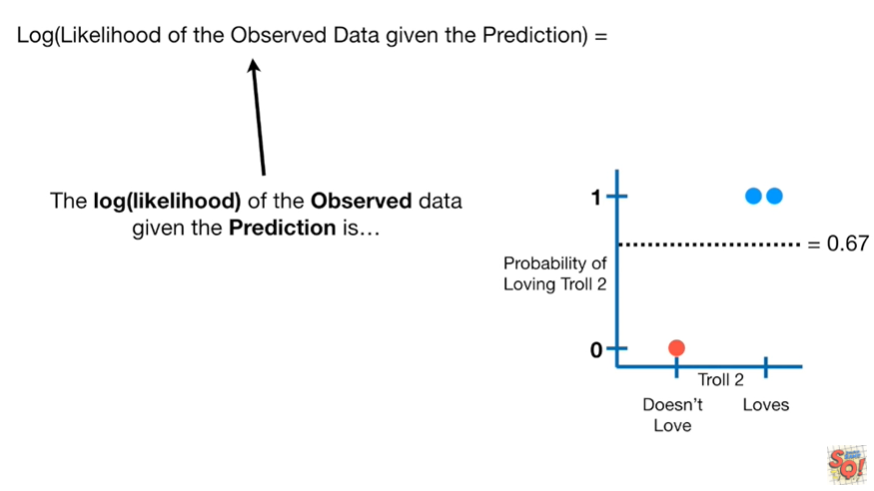 Log(Likelihood of the Observed Data given the Prediction) =
The log(likelihood) of the Observed data
given the Prediction is...
1
= 0.67
Probability of
Loving Troll 2
0
Troll 2
Doesn't
Love
Loves
SQ!